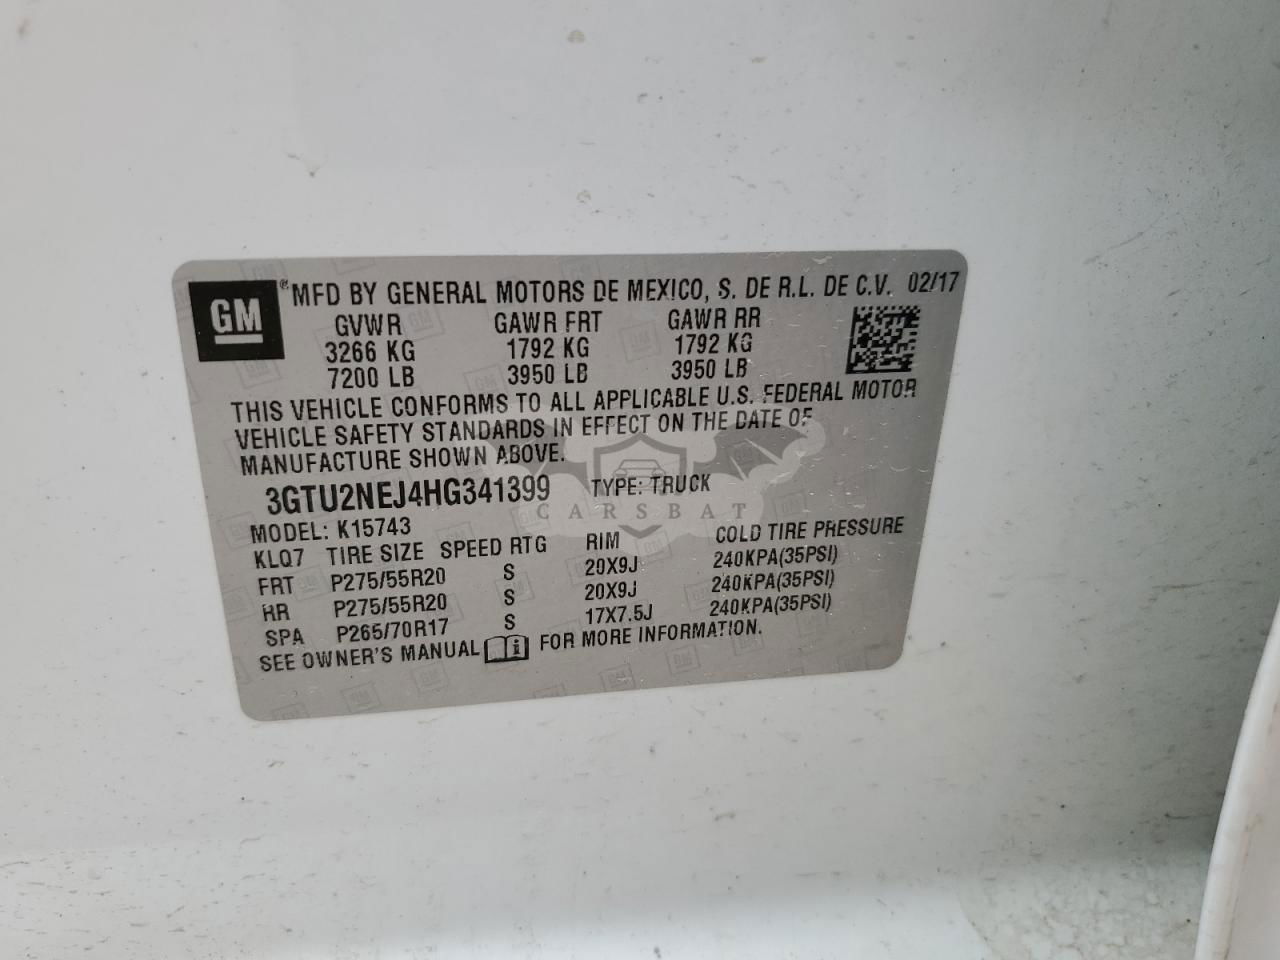 GM ® MFD BY GENERAL MOTORS DE MEXICO, S. DE R.L. DE C.V. 02/17
GVWR GAWR FRT GAWR RR
3266 KG 1792 KG 1792 KG
7200 LB 3950 LB 3950 LB
THIS VEHICLE CONFORMS TO ALL APPLICABLE U.S. FEDERAL MOTOR
VEHICLE SAFETY STANDARDS IN EFFECT ON THE DATE OF
MANUFACTURE SHOWN ABOVE.
3GTU2NEJ4HG341399 TYPE: TRUCK
CARSBAT
MODEL: K15743
KLQ7 TIRE SIZE SPEED RTG RIM COLD TIRE PRESSURE
FRT P275/55R20 S 20X9J 240KPA(35PSI)
RR P275/55R20 S 20X9J 240KPA(35PSI)
SPA P265/70R17 S 17X7.5J 240KPA(35PSI)
SEE OWNER'S MANUAL i FOR MORE INFORMATION.